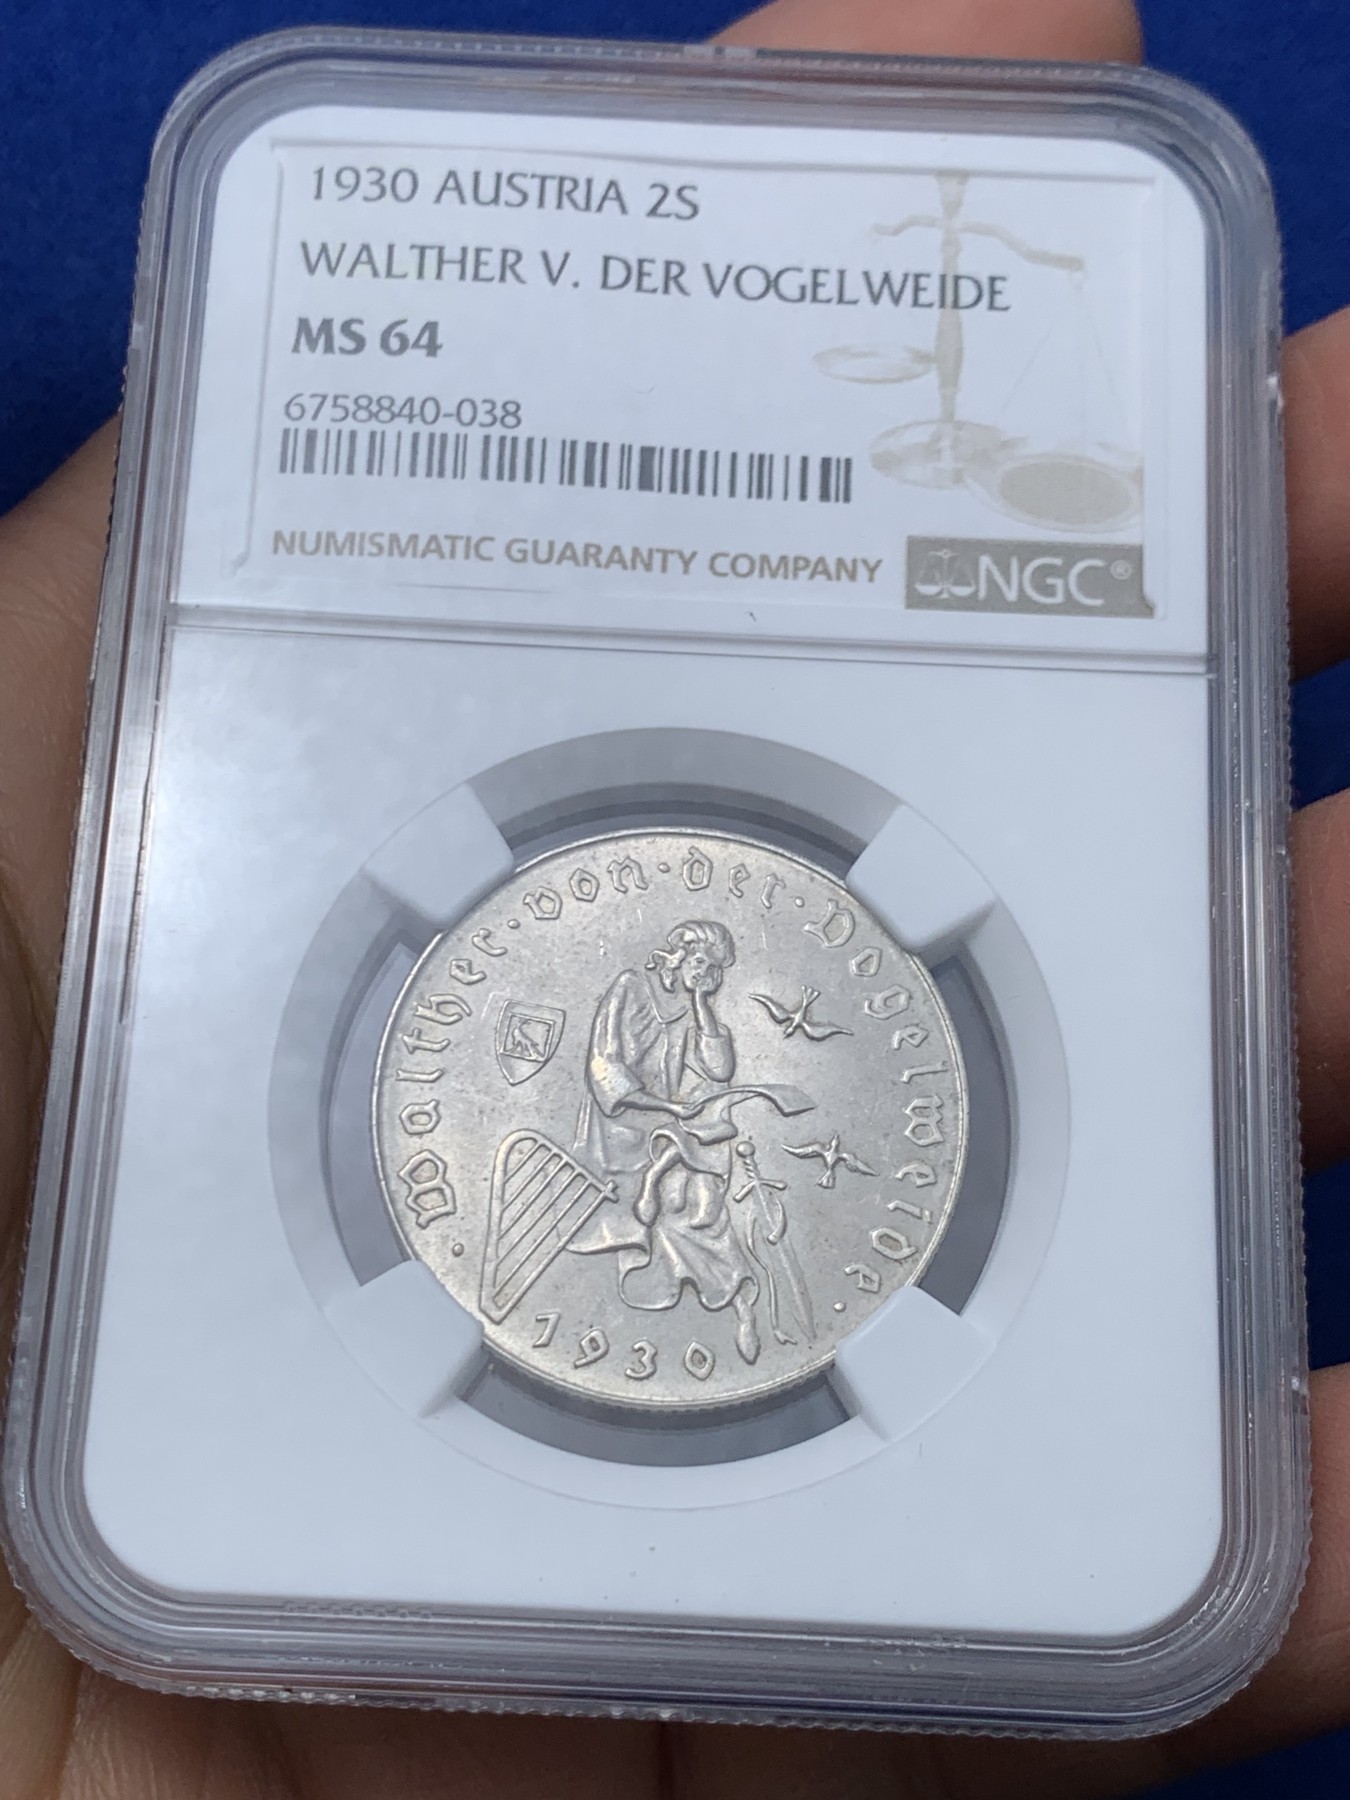 1930 AUSTRIA 2S
WALTHER V. DER VOGELWEIDE
MS 64
6758840-038
NUMISMATIC GUARANTY COMPANY
NGC®
· Walther · von · der · Vogelweide ·
1930